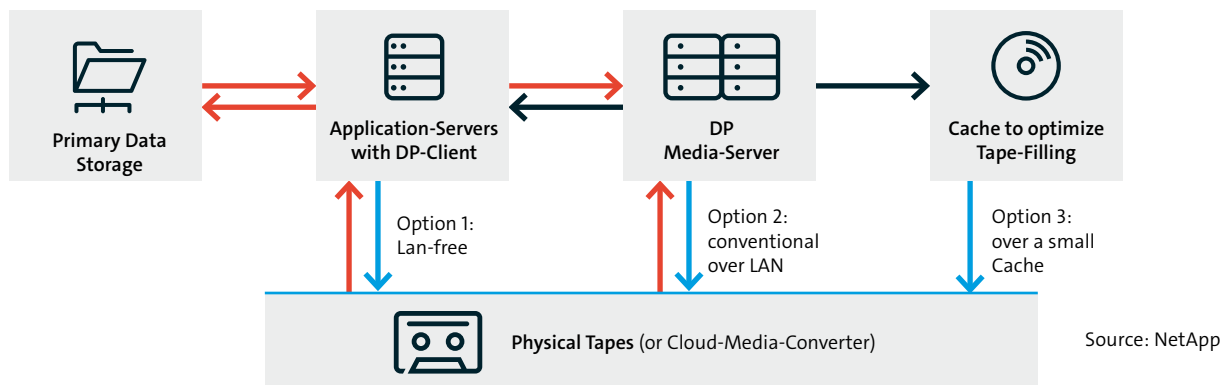 Primary Data
Storage
Application-Servers
with DP-Client
DP
Media-Server
Cache to optimize
Tape-Filling
Option 1:
Lan-free
Option 2:
conventional
over LAN
Option 3:
over a small
Cache
Physical Tapes (or Cloud-Media-Converter)
Source: NetApp